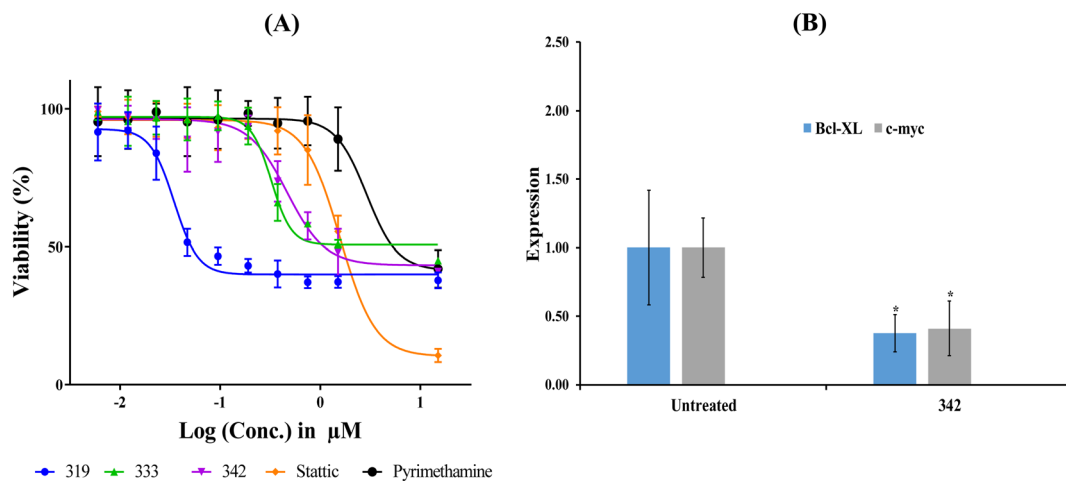 (A)
(B)
Viability (%)
100
50
0
-2 -1 0 1
Log (Conc.) in µM
319 333 342 Stattic Pyrimethamine
Expression
2.50
2.00
1.50
1.00
0.50
0.00
Bcl-XL c-myc
* *
Untreated 342